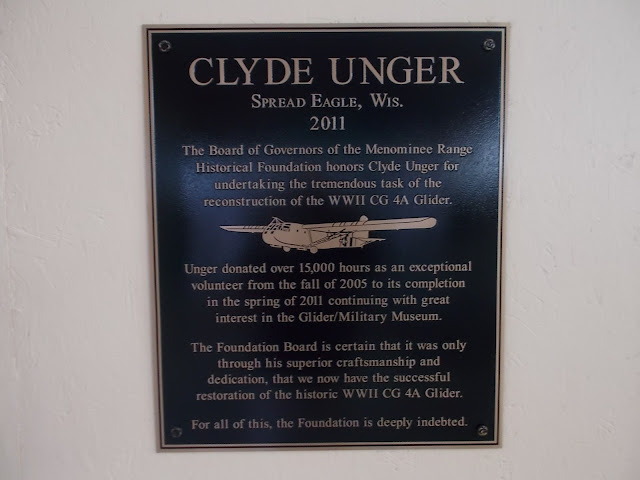 CLYDE UNGER
SPREAD EAGLE, WIS.
2011
The Board of Governors of the Menominee Range
Historical Foundation honors Clyde Unger for
undertaking the tremendous task of the
reconstruction of the WWII CG 4A Glider.
Unger donated over 15,000 hours as an exceptional
volunteer from the fall of 2005 to its completion
in the spring of 2011 continuing with great
interest in the Glider/Military Museum.
The Foundation Board is certain that it was only
through his superior craftsmanship and
dedication, that we now have the successful
restoration of the historic WWII CG 4A Glider.
For all of this, the Foundation is deeply indebted.